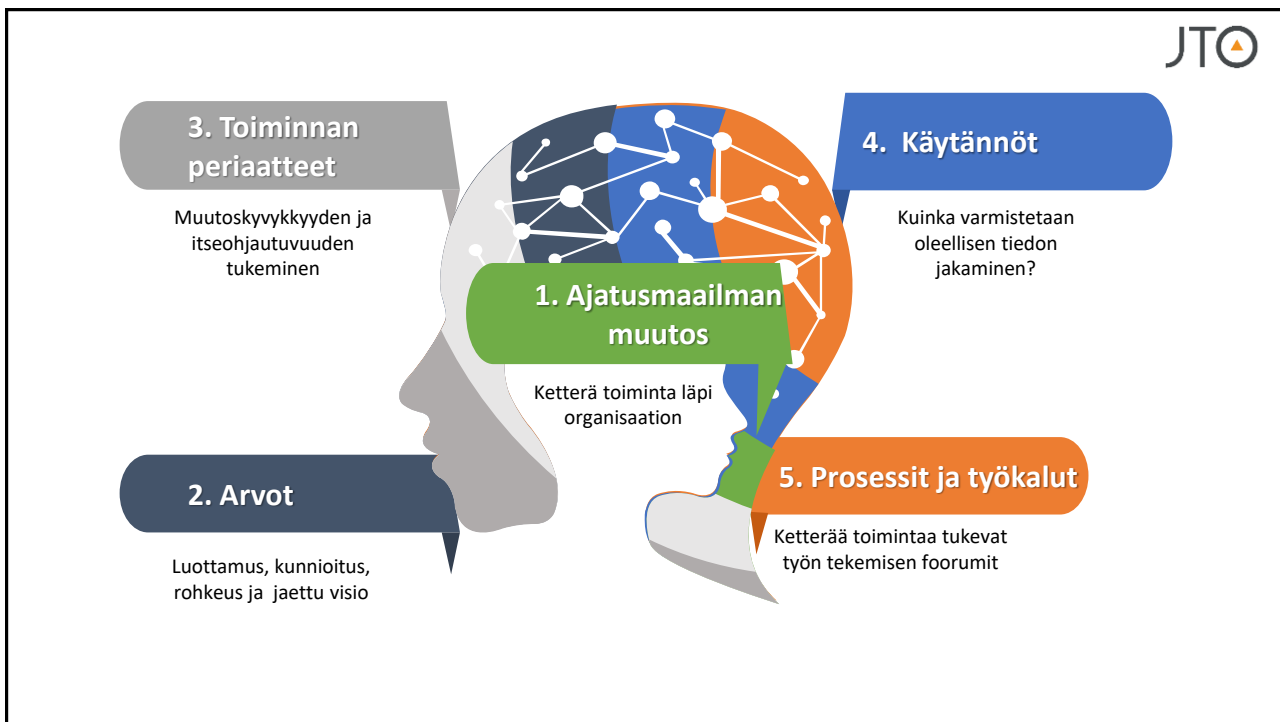 JTO
3. Toiminnan
periaatteet
Muutoskyvykkyyden ja
itseohjautuvuuden
tukeminen
4. Käytännöt
Kuinka varmistetaan
oleellisen tiedon
jakaminen?
1. Ajatusmaailman
muutos
Ketterä toiminta läpi
organisaation
2. Arvot
Luottamus, kunnioitus,
rohkeus ja jaettu visio
5. Prosessit ja työkalut
Ketterää toimintaa tukevat
työn tekemisen foorumit